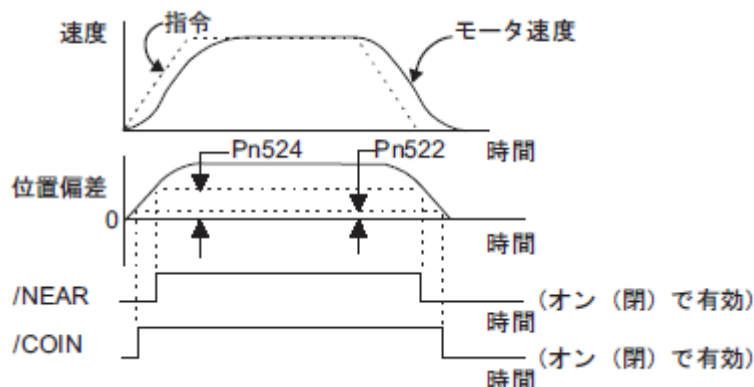 速度
指令
モータ速度
時間
位置偏差
Pn524
Pn522
0
時間
/NEAR
(オン（閉）で有効)
時間
/COIN
(オン（閉）で有効)
時間